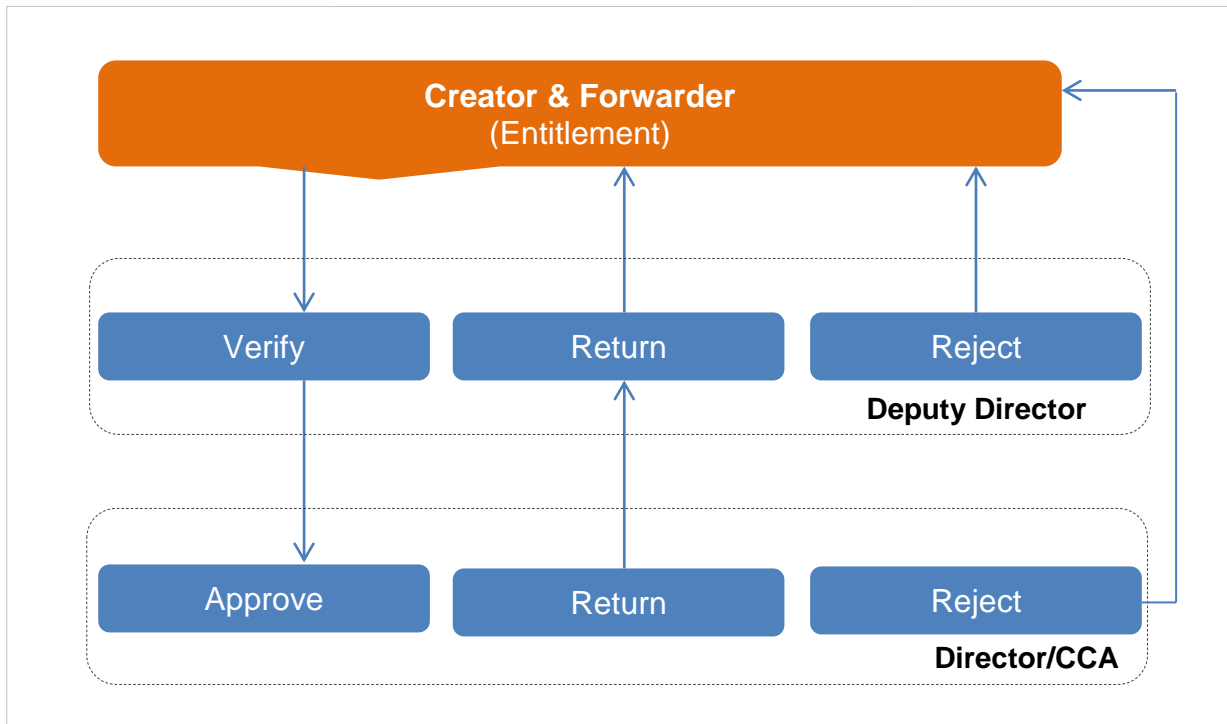 Creator & Forwarder
(Entitlement)
Verify
Return
Reject
Deputy Director
Approve
Return
Reject
Director/CCA